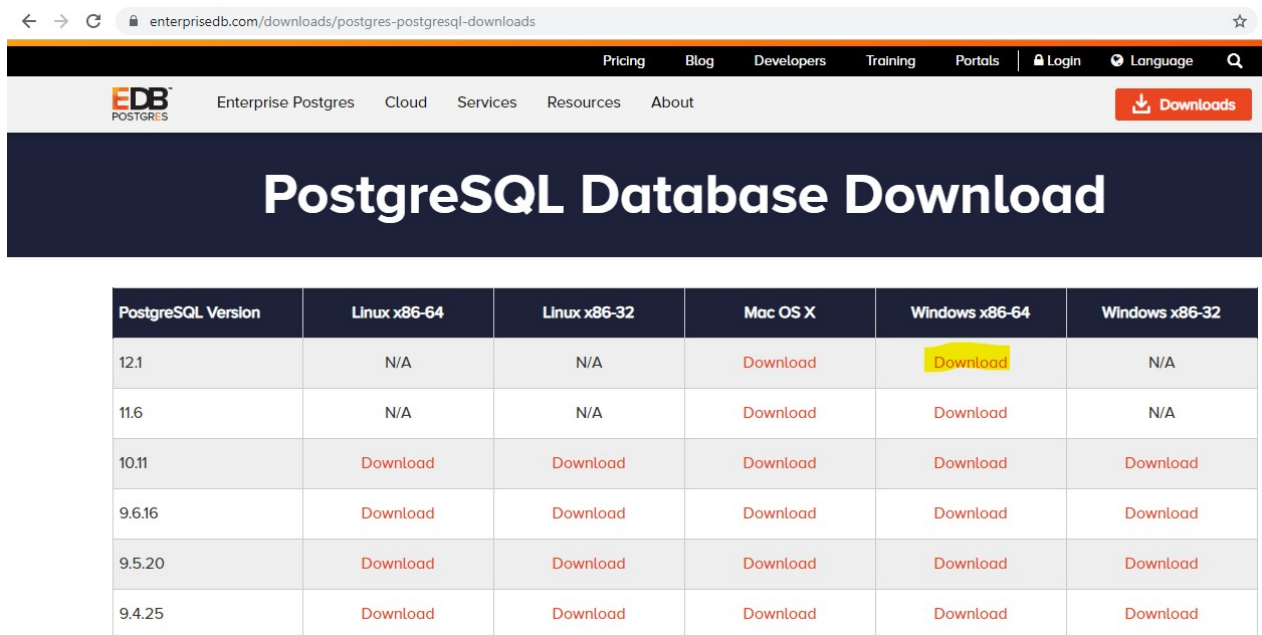 enterprisedb.com/downloads/postgres-postgresql-downloads
Pricing Blog Developers Training Portals Login Language
EDB
POSTGRES
Enterprise Postgres Cloud Services Resources About Downloads
PostgreSQL Database Download
PostgreSQL Version Linux x86-64 Linux x86-32 Mac OS X Windows x86-64 Windows x86-32
12.1 N/A N/A Download Download N/A
11.6 N/A N/A Download Download N/A
10.11 Download Download Download Download Download
9.6.16 Download Download Download Download Download
9.5.20 Download Download Download Download Download
9.4.25 Download Download Download Download Download